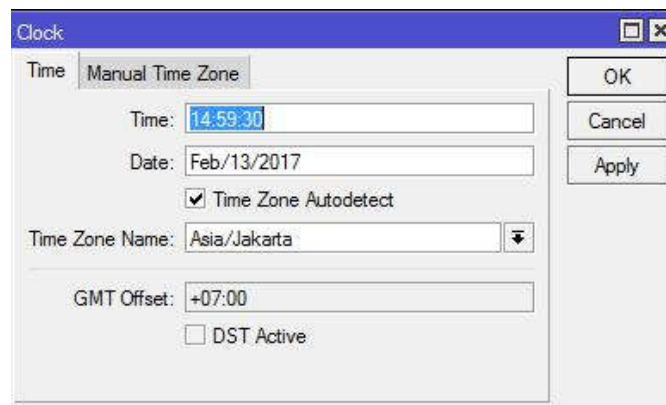 Clock
Time Manual Time Zone
OK
Time: 14:59:30
Cancel
Date: Feb/13/2017
Apply
Time Zone Autodetect
Time Zone Name: Asia/Jakarta
GMT Offset: +07:00
DST Active